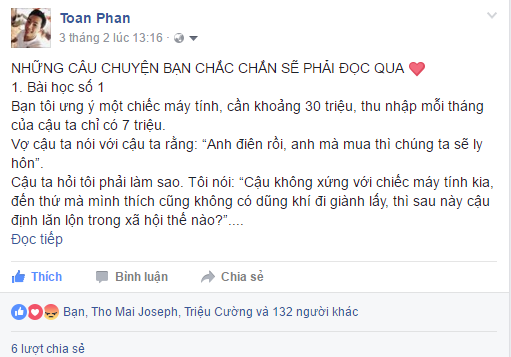 Toan Phan
3 tháng 2 lúc 13:16 ·
NHỮNG CÂU CHUYỆN BẠN CHẮC CHẮN SẼ PHẢI ĐỌC QUA ❤
1. Bài học số 1
Bạn tôi ưng ý một chiếc máy tính, cần khoảng 30 triệu, thu nhập mỗi tháng
của cậu ta chỉ có 7 triệu.
Vợ cậu ta nói với cậu ta rằng: “Anh điên rồi, anh mà mua thì chúng ta sẽ ly
hôn”.
Cậu ta hỏi tôi phải làm sao. Tôi nói: “Cậu không xứng với chiếc máy tính kia,
đến thứ mà mình thích cũng không có dũng khí đi giành lấy, thì sau này cậu
định lăn lộn trong xã hội thế nào?”....
Đọc tiếp
Thích Bình luận Chia sẻ
Bạn, Tho Mai Joseph, Triệu Cường và 132 người khác
6 lượt chia sẻ